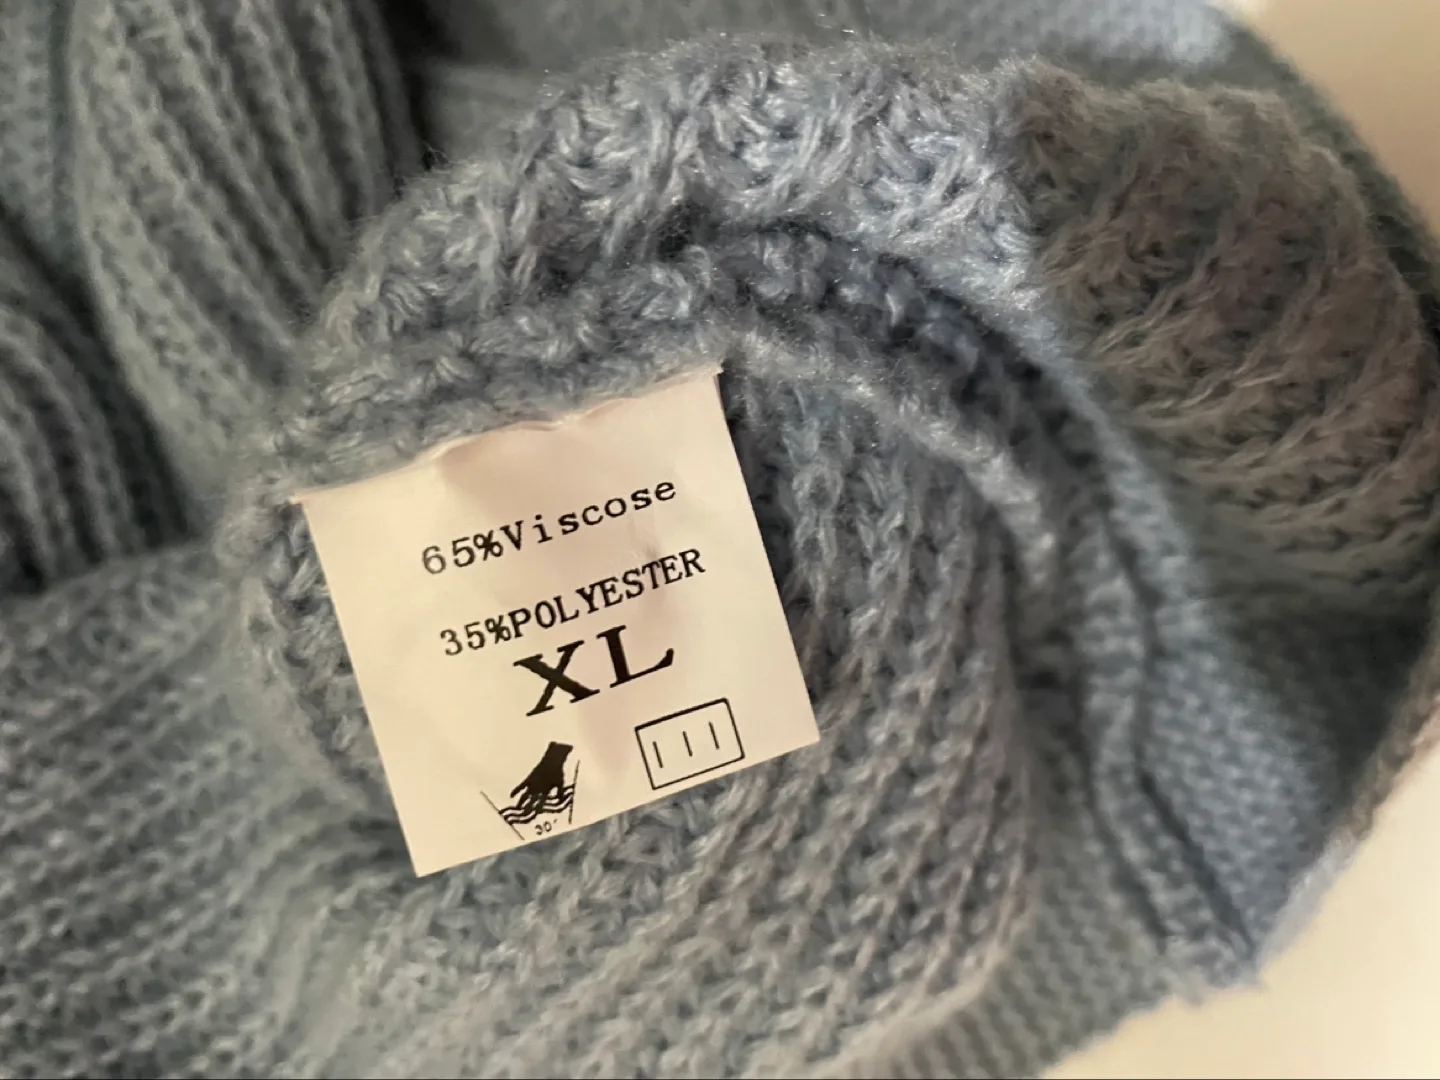 65%Viscose
35%POLYESTER
XL
30°